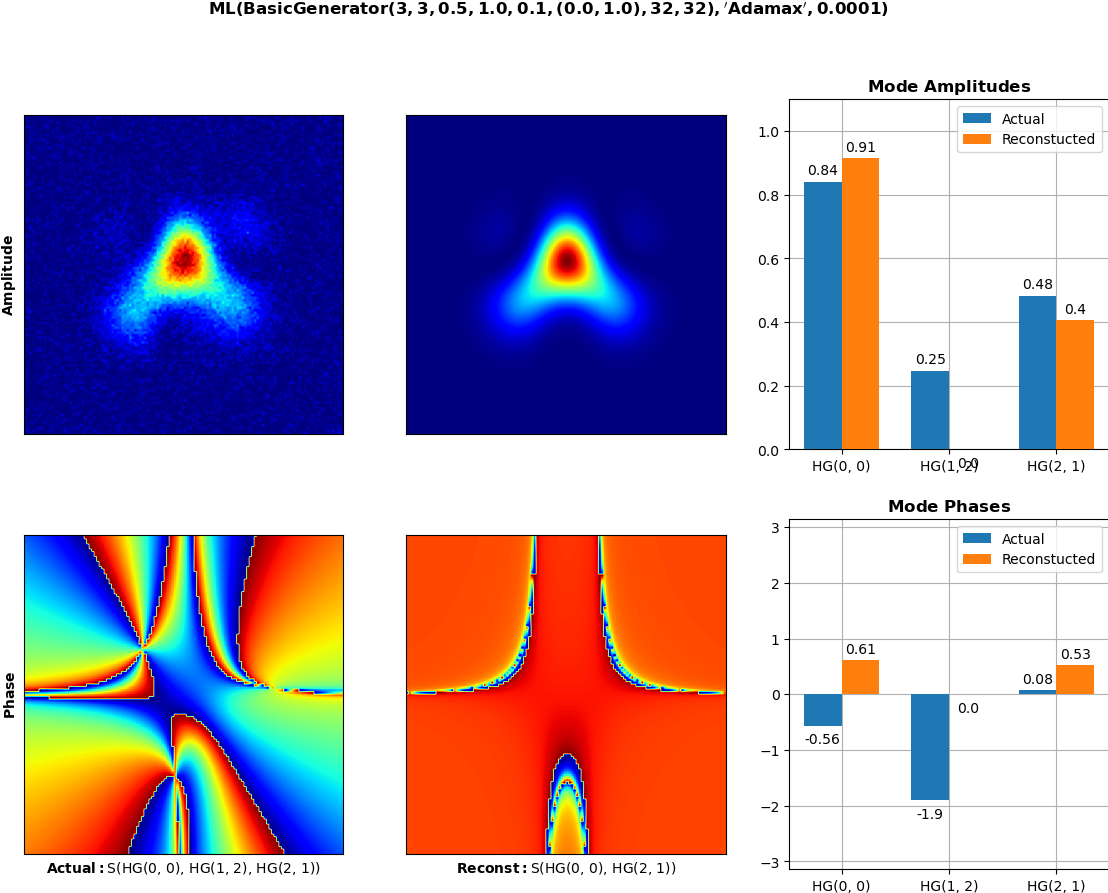 ML(BasicGenerator(3, 3, 0.5, 1.0, 0.1, (0.0, 1.0), 32, 32), 'Adamax', 0.0001)
Amplitude
Mode Amplitudes
Actual
Reconstucted
1.0
0.8
0.6
0.4
0.2
0.0
0.84
0.91
0.25
0.0
0.48
0.4
HG(0, 0)
HG(1, 2)
HG(2, 1)
Phase
Actual: S(HG(0, 0), HG(1, 2), HG(2, 1))
Reconst: S(HG(0, 0), HG(2, 1))
Mode Phases
Actual
Reconstucted
3
2
1
0
−1
−2
−3
-0.56
0.61
-1.9
0.0
0.08
0.53
HG(0, 0)
HG(1, 2)
HG(2, 1)